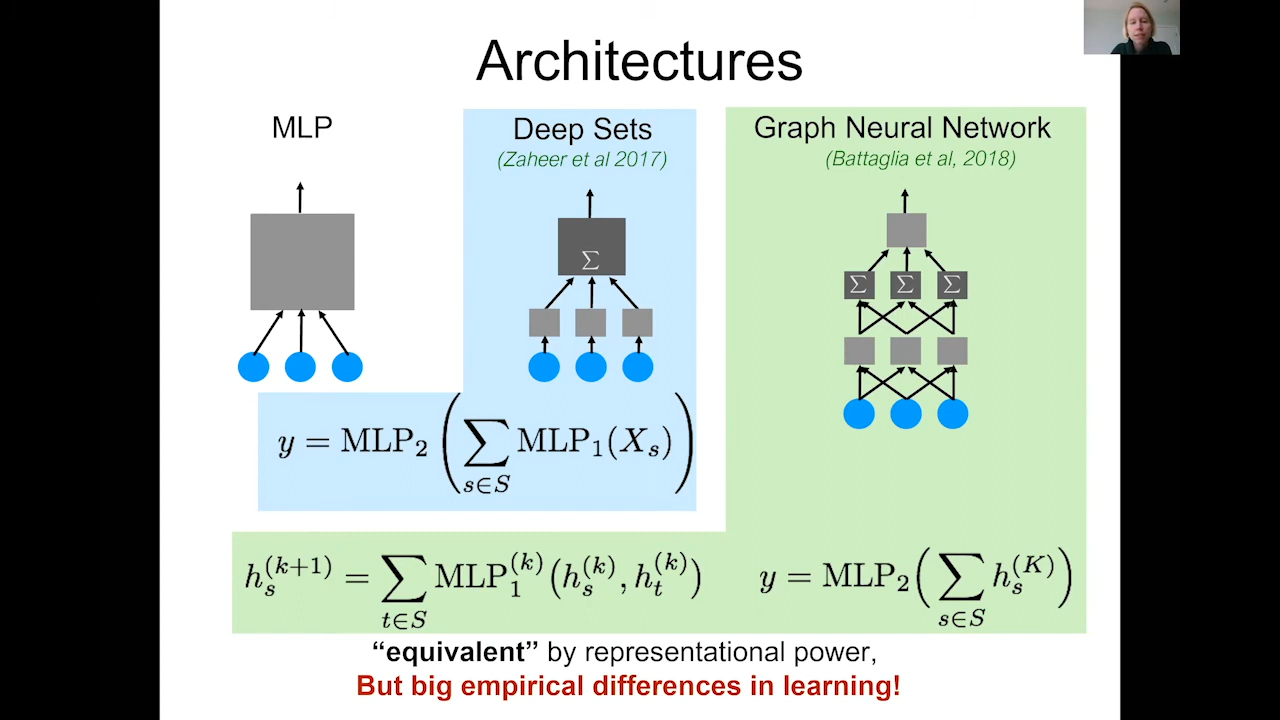 Architectures
MLP
Deep Sets
(Zaheer et al 2017)
Graph Neural Network
(Battaglia et al, 2018)
Σ
Σ Σ Σ
y = MLP₂ ( ∑_{s∈S} MLP₁(X_s) )
h_s^{(k+1)} = ∑_{t∈S} MLP₁^{(k)} (h_s^{(k)}, h_t^{(k)})
y = MLP₂ ( ∑_{s∈S} h_s^{(K)} )
“equivalent” by representational power,
But big empirical differences in learning!